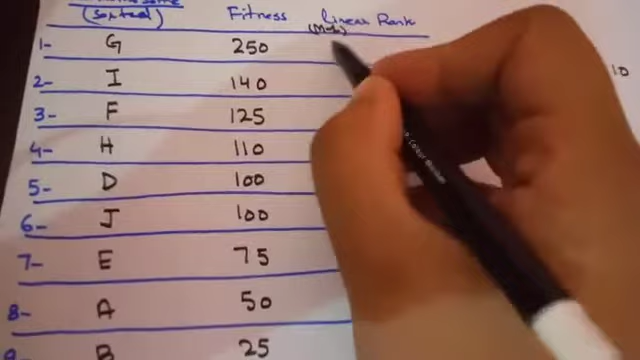 (sorted) Fitness Linear Rank
1- G 250
10
2- I 140
3- F 125
4- H 110
5- D 100
6- J 100
7- E 75
8- A 50
9- B 25